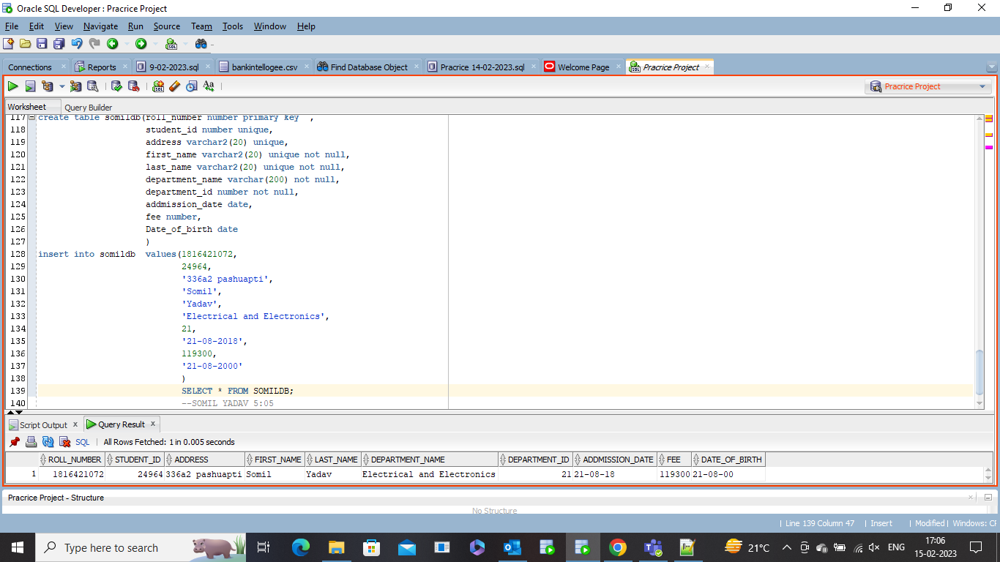 Oracle SQL Developer : Pracrice Project
File Edit View Navigate Run Source Team Tools Window Help
Connections Reports 9-02-2023.sql bankintellogee.csv Find Database Object Pracrice 14-02-2023.sql Welcome Page Pracrice Project
Pracrice Project
Worksheet Query Builder
117 create table somildb(roll_number number primary key ,
118 student_id number unique,
119 address varchar2(20) unique,
120 first_name varchar2(20) unique not null,
121 last_name varchar2(20) unique not null,
122 department_name varchar(200) not null,
123 department_id number not null,
124 addmission_date date,
125 fee number,
126 Date_of_birth date
127 )
128 insert into somildb values(1816421072,
129 24964,
130 '336a2 pashuapti',
131 'Somil',
132 'Yadav',
133 'Electrical and Electronics',
134 21,
135 '21-08-2018',
136 119300,
137 '21-08-2000'
138 )
139 SELECT * FROM SOMILDB;
140 --SOMIL YADAV 5:05
Script Output x Query Result x
SQL | All Rows Fetched: 1 in 0.005 seconds
ROLL_NUMBER STUDENT_ID ADDRESS FIRST_NAME LAST_NAME DEPARTMENT_NAME DEPARTMENT_ID ADDMISSION_DATE FEE DATE_OF_BIRTH
1 1816421072 24964 336a2 pashuapti Somil Yadav Electrical and Electronics 21 21-08-18 119300 21-08-00
Pracrice Project - Structure
No Structure
| Line 139 Column 47 | Insert | Modified | Windows: CF
Type here to search 21°C ENG 17:06
15-02-2023